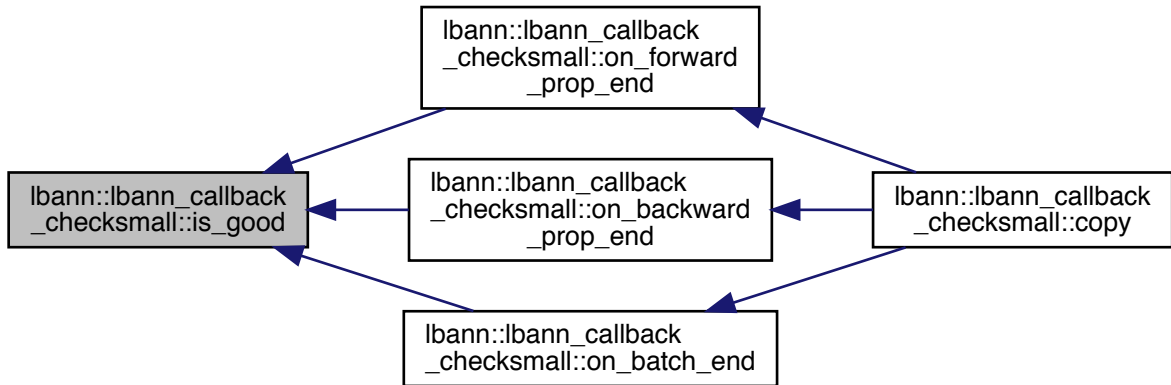 lbann::lbann_callback
_checksmall::on_forward
_prop_end
lbann::lbann_callback
_checksmall::is_good
lbann::lbann_callback
_checksmall::on_backward
_prop_end
lbann::lbann_callback
_checksmall::copy
lbann::lbann_callback
_checksmall::on_batch_end